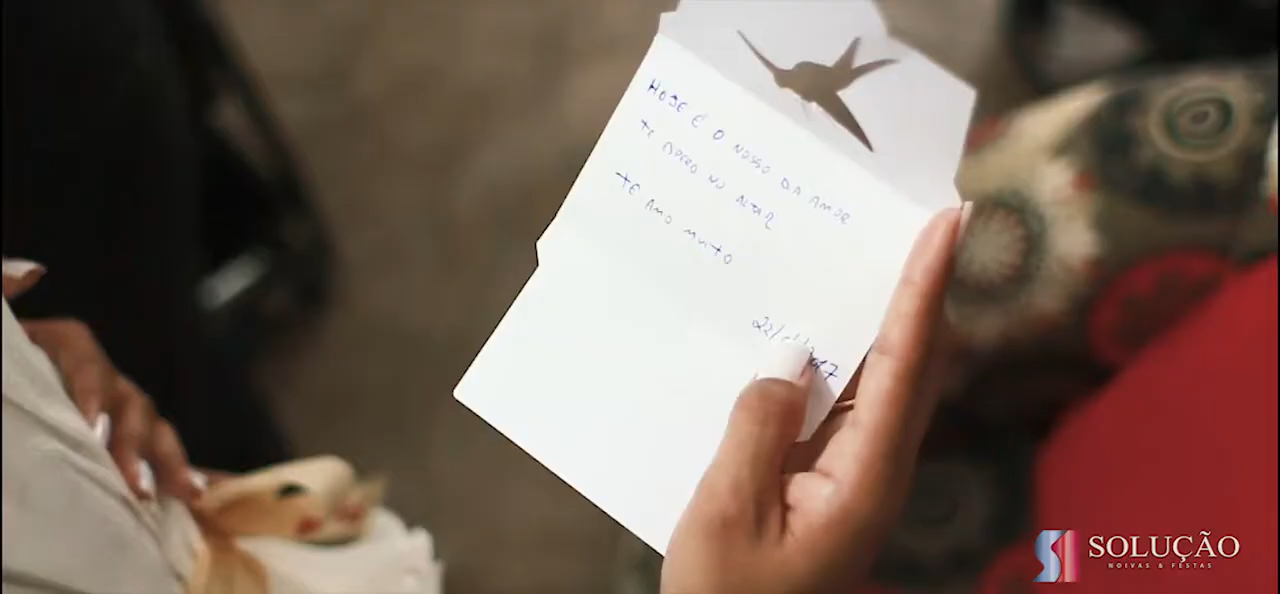 HOJE É O NOSSO DIA AMOR
TE ESPERO NO ALTAR
TE AMO MUITO
SOLUÇÃO
NOIVAS & FESTAS